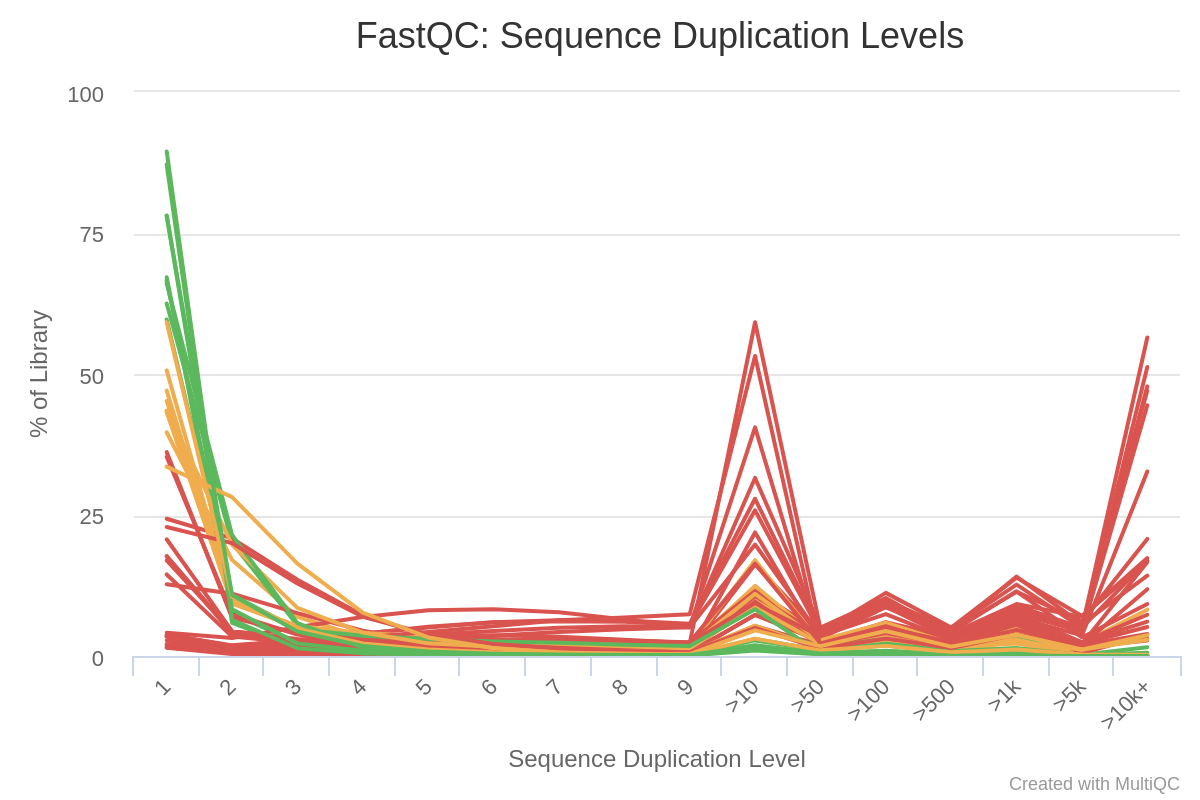 FastQC: Sequence Duplication Levels
100
75
50
25
0
% of Library
1
2
3
4
5
6
7
8
9
>10
>50
>100
>500
>1k
>5k
>10k+
Sequence Duplication Level
Created with MultiQC